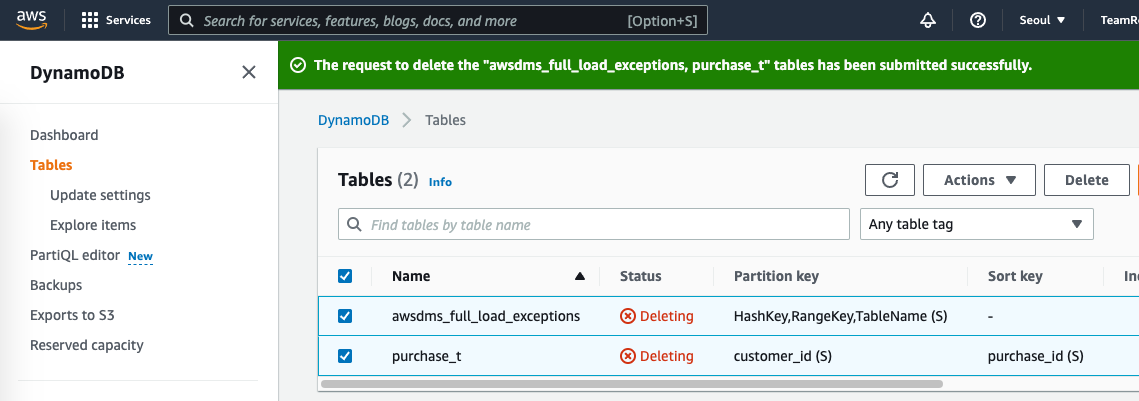 aws
Services
Search for services, features, blogs, docs, and more
[Option+S]
Seoul
DynamoDB
The request to delete the "awsdms_full_load_exceptions, purchase_t" tables has been submitted successfully.
Dashboard
Tables
Update settings
Explore items
PartiQL editor New
Backups
Exports to S3
Reserved capacity
DynamoDB > Tables
Tables (2) Info
Actions
Delete
Find tables by table name
Any table tag
Name Status Partition key Sort key
awsdms_full_load_exceptions Deleting HashKey,RangeKey,TableName (S) -
purchase_t Deleting customer_id (S) purchase_id (S)